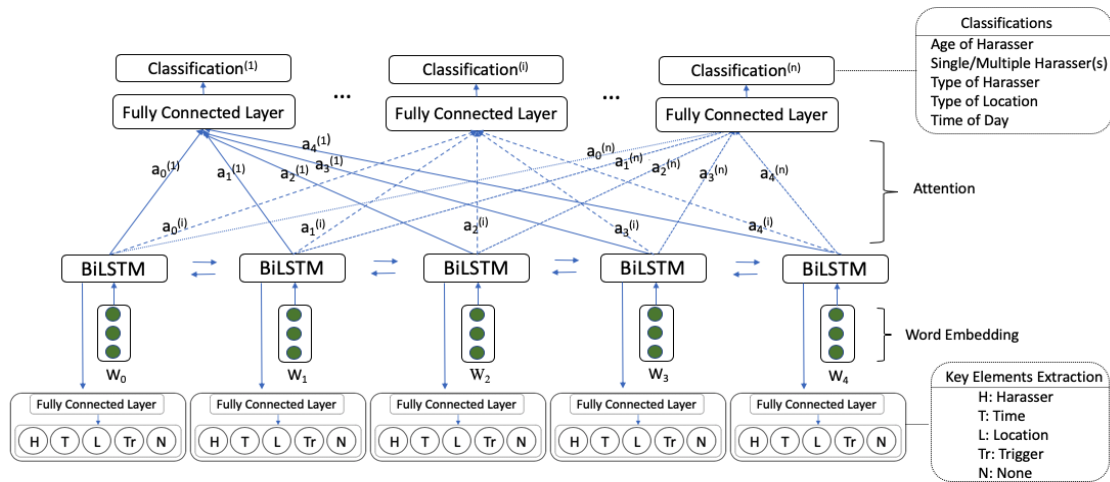 Classifications
Age of Harasser
Single/Multiple Harasser(s)
Type of Harasser
Type of Location
Time of Day
Classification(1) Classification(i) Classification(n)
... ...
Fully Connected Layer Fully Connected Layer Fully Connected Layer
a4(1)
a0(1) a1(1) a2(1) a3(1) a0(n) a1(n) a2(n) a3(n) a4(n)
Attention
a0(i) a1(i) a2(i) a3(i) a4(i)
BiLSTM BiLSTM BiLSTM BiLSTM BiLSTM
Word Embedding
W0 W1 W2 W3 W4
Key Elements Extraction
H: Harasser
T: Time
L: Location
Tr: Trigger
N: None
Fully Connected Layer Fully Connected Layer Fully Connected Layer Fully Connected Layer Fully Connected Layer
H T L Tr N H T L Tr N H T L Tr N H T L Tr N H T L Tr N